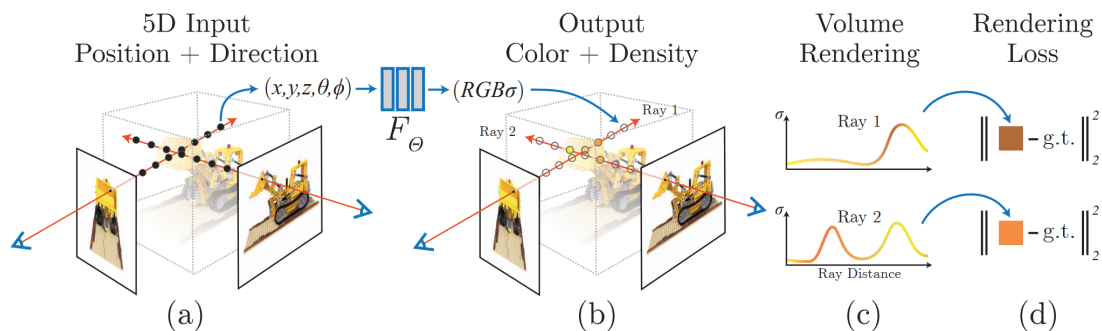 5D Input
Position + Direction
Output
Color + Density
Volume
Rendering
Rendering
Loss
(x,y,z,θ,ϕ)
F_Θ
(RGBσ)
Ray 1
Ray 2
σ
Ray 1
‖ - g.t. ‖²₂
σ
Ray 2
Ray Distance
‖ - g.t. ‖²₂
(a)
(b)
(c)
(d)